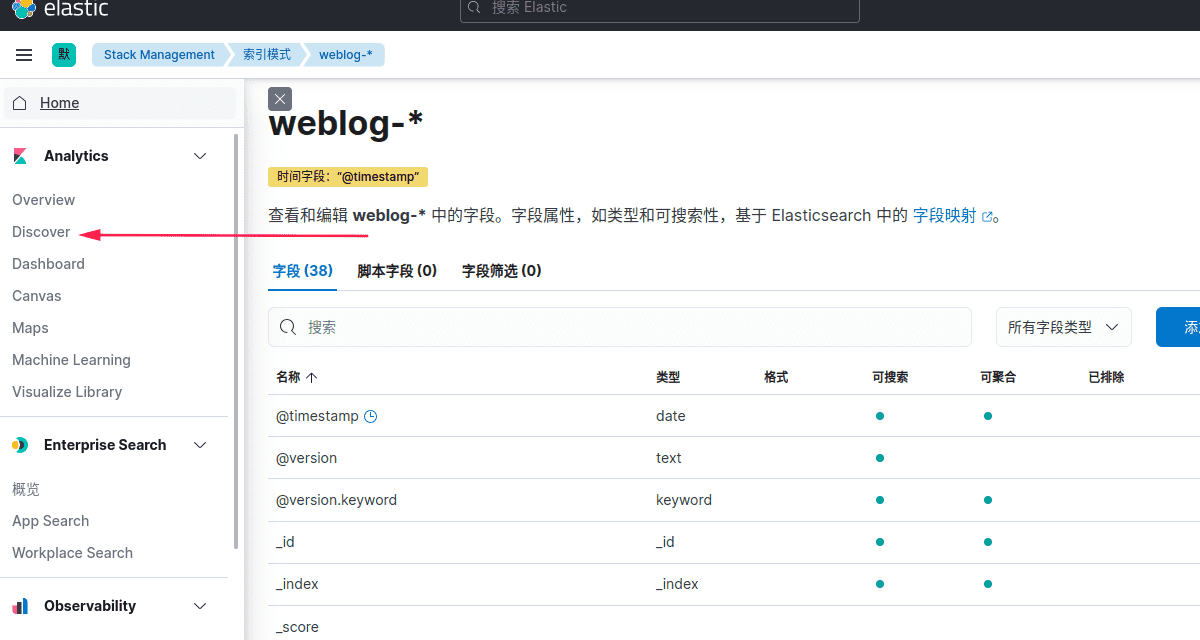 elastic
搜索 Elastic
默
Stack Management
索引模式
weblog-*
Home
Analytics
Overview
Discover
Dashboard
Canvas
Maps
Machine Learning
Visualize Library
Enterprise Search
概览
App Search
Workplace Search
Observability
weblog-*
时间字段：“@timestamp”
查看和编辑 weblog-* 中的字段。字段属性，如类型和可搜索性，基于 Elasticsearch 中的 字段映射 。
字段 (38) 脚本字段 (0) 字段筛选 (0)
搜索
所有字段类型
名称 类型 格式 可搜索 可聚合 已排除
@timestamp date
@version text
@version.keyword keyword
_id _id
_index _index
_score